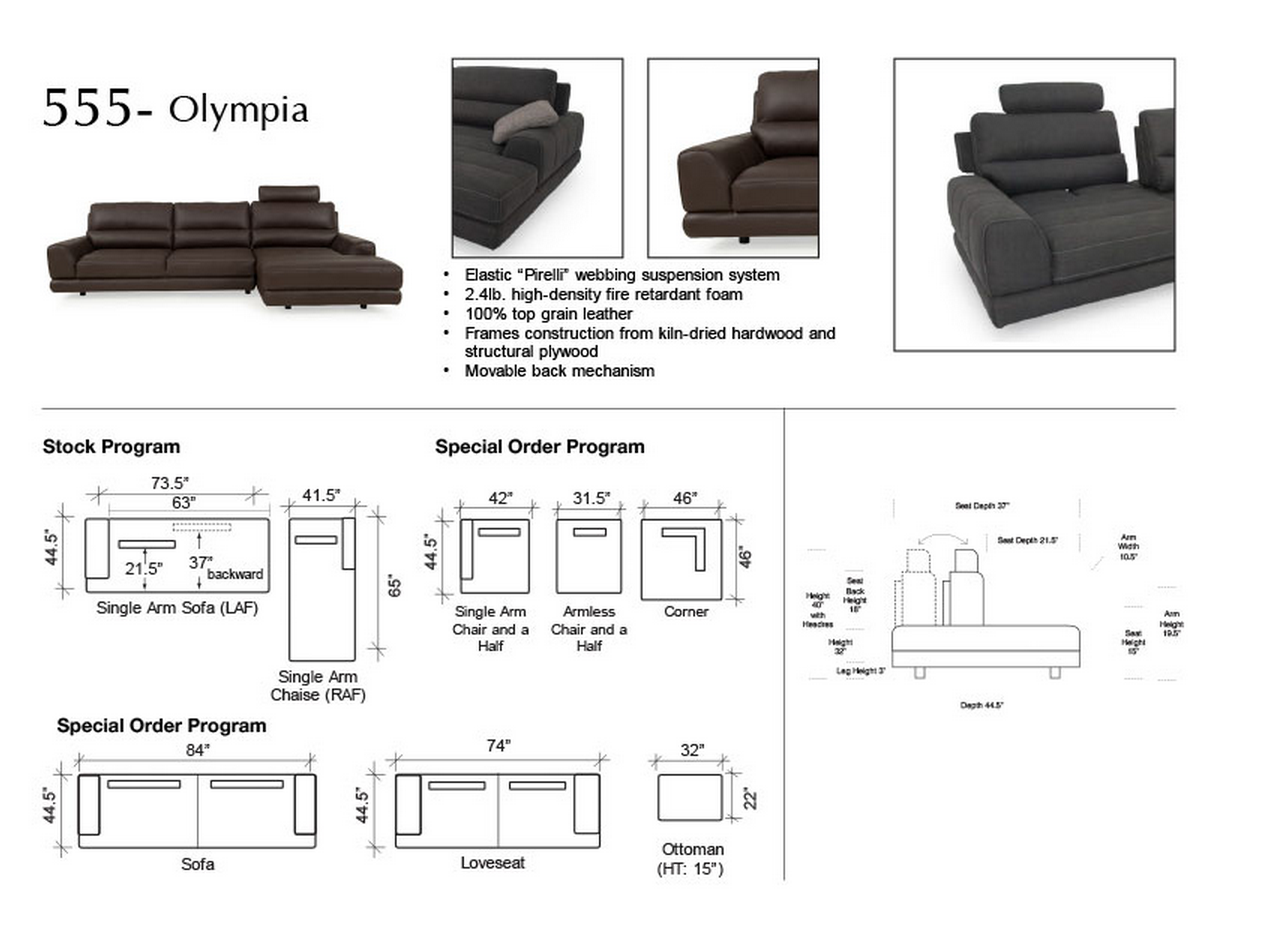 555- Olympia
• Elastic “Pirelli” webbing suspension system
• 2.4lb. high-density fire retardant foam
• 100% top grain leather
• Frames construction from kiln-dried hardwood and
structural plywood
• Movable back mechanism
Stock Program
73.5”
63”
44.5”
21.5”
37”
backward
Single Arm Sofa (LAF)
41.5”
65”
Single Arm
Chaise (RAF)
Special Order Program
42”
44.5”
Single Arm
Chair and a
Half
31.5”
Armless
Chair and a
Half
46”
46”
Corner
Special Order Program
84”
44.5”
Sofa
74”
44.5”
Loveseat
32”
22”
Ottoman
(HT: 15”)
Seat Depth 37"
Seat Depth 21.5"
Arm
Width
10.5"
Height
40"
with
Headres
Seat
Back
Height
18"
Height
32"
Leg Height 3"
Seat
Height
15"
Arm
Height
19.5"
Depth 44.5"